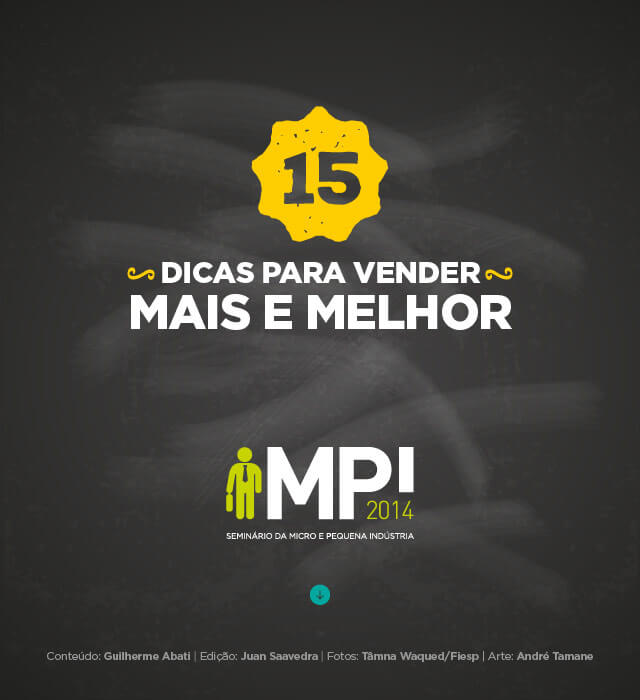 15
DICAS PARA VENDER
MAIS E MELHOR
MPI
2014
SEMINÁRIO DA MICRO E PEQUENA INDÚSTRIA
Conteúdo: Guilherme Abati | Edição: Juan Saavedra | Fotos: Tâmna Waqued/Fiesp | Arte: André Tamane